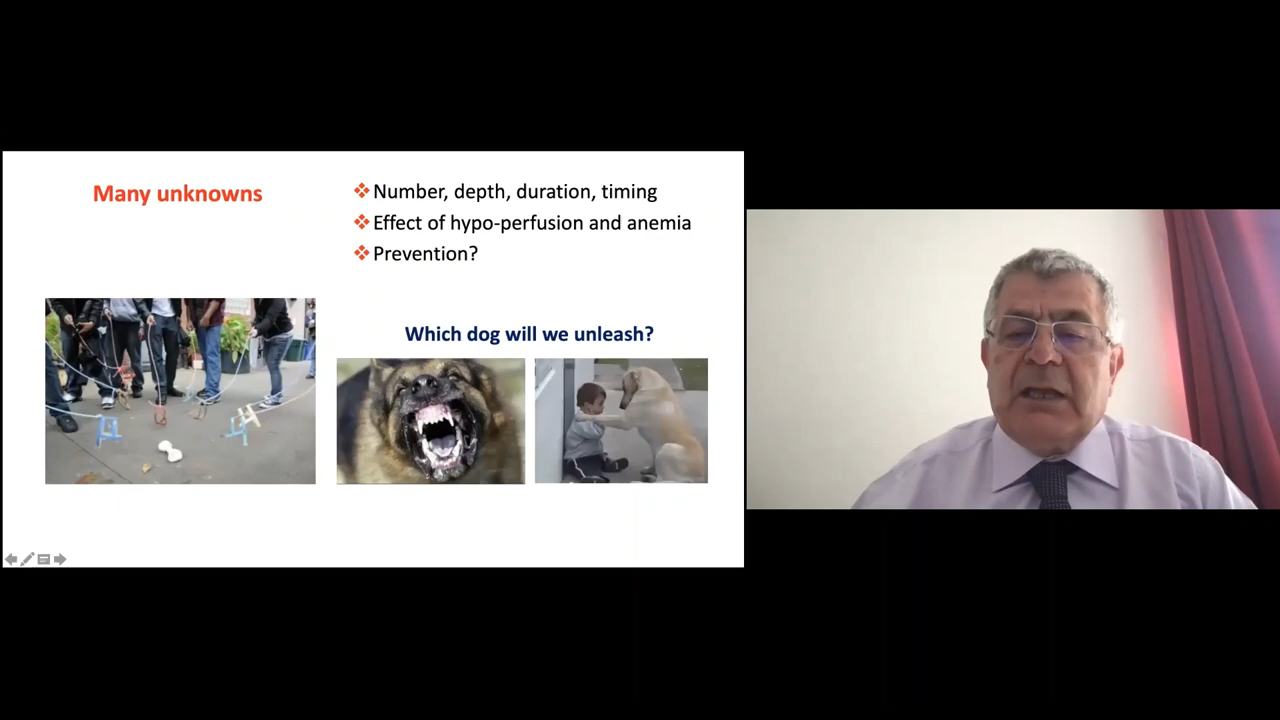 Many unknowns
❖Number, depth, duration, timing
❖Effect of hypo-perfusion and anemia
❖Prevention?
Which dog will we unleash?